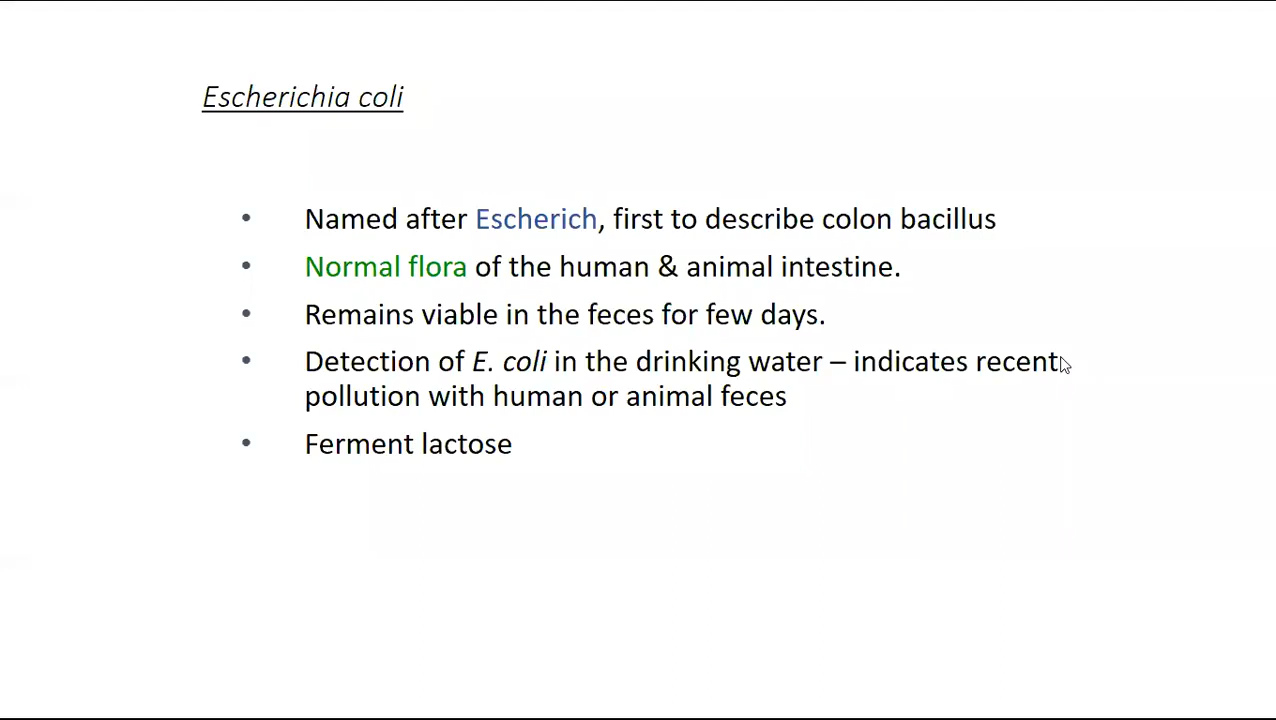 Escherichia coli
• Named after Escherich, first to describe colon bacillus
• Normal flora of the human & animal intestine.
• Remains viable in the feces for few days.
• Detection of E. coli in the drinking water – indicates recent
pollution with human or animal feces
• Ferment lactose